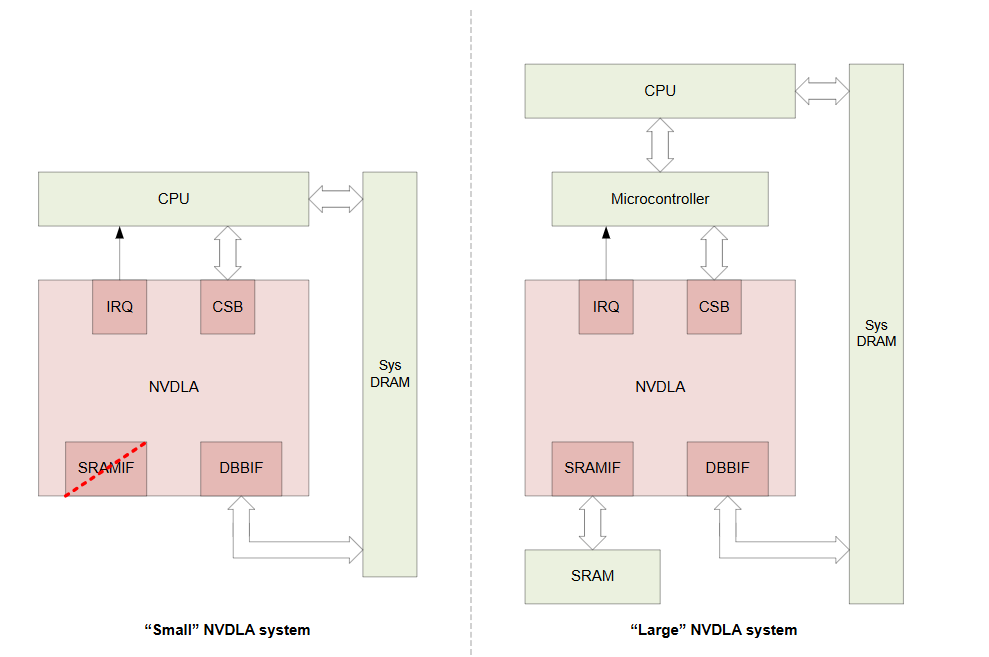 CPU
IRQ
CSB
NVDLA
SRAMIF
DBBIF
Sys
DRAM
“Small” NVDLA system
CPU
Microcontroller
IRQ
CSB
NVDLA
SRAMIF
DBBIF
SRAM
Sys
DRAM
“Large” NVDLA system